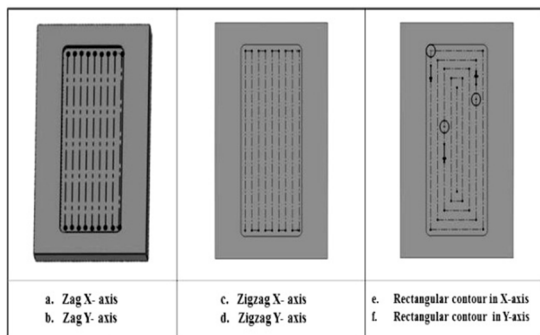 a. Zag X- axis
b. Zag Y- axis
c. Zigzag X- axis
d. Zigzag Y- axis
e. Rectangular contour in X-axis
f. Rectangular contour in Y-axis